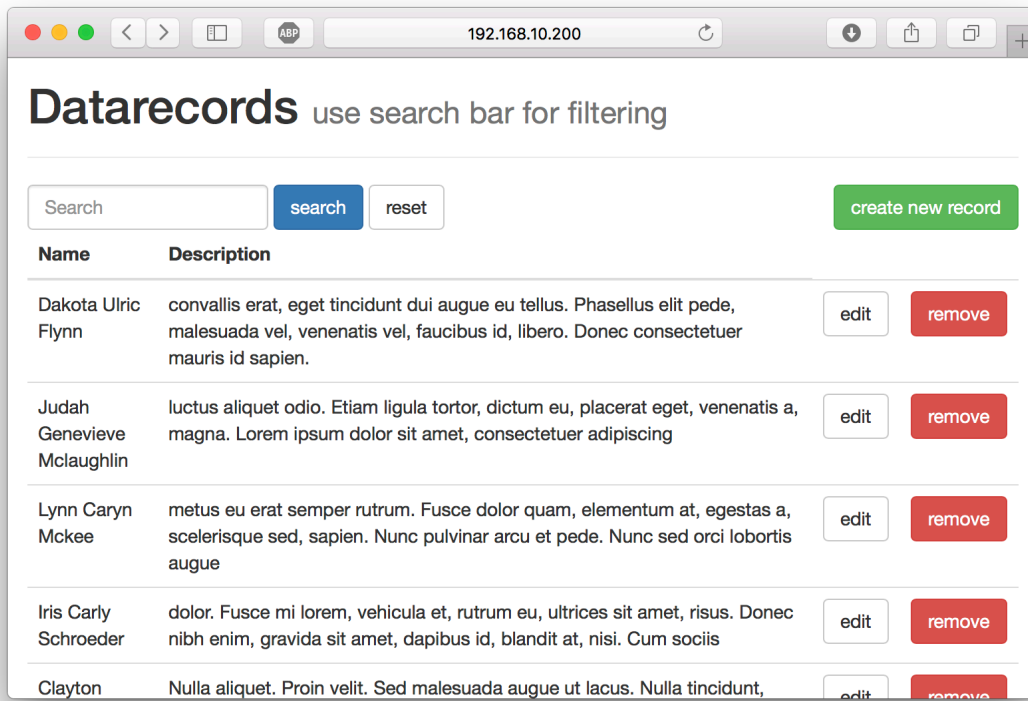 ABP
192.168.10.200
Datarecords use search bar for filtering
Search search reset create new record
Name Description
Dakota Ulric convallis erat, eget tincidunt dui augue eu tellus. Phasellus elit pede, edit remove
Flynn malesuada vel, venenatis vel, faucibus id, libero. Donec consectetuer
mauris id sapien.
Judah luctus aliquet odio. Etiam ligula tortor, dictum eu, placerat eget, venenatis a, edit remove
Genevieve magna. Lorem ipsum dolor sit amet, consectetuer adipiscing
Mclaughlin
Lynn Caryn metus eu erat semper rutrum. Fusce dolor quam, elementum at, egestas a, edit remove
Mckee scelerisque sed, sapien. Nunc pulvinar arcu et pede. Nunc sed orci lobortis
augue
Iris Carly dolor. Fusce mi lorem, vehicula et, rutrum eu, ultrices sit amet, risus. Donec edit remove
Schroeder nibh enim, gravida sit amet, dapibus id, blandit at, nisi. Cum sociis
Clayton Nulla aliquet. Proin velit. Sed malesuada augue ut lacus. Nulla tincidunt, edit remove